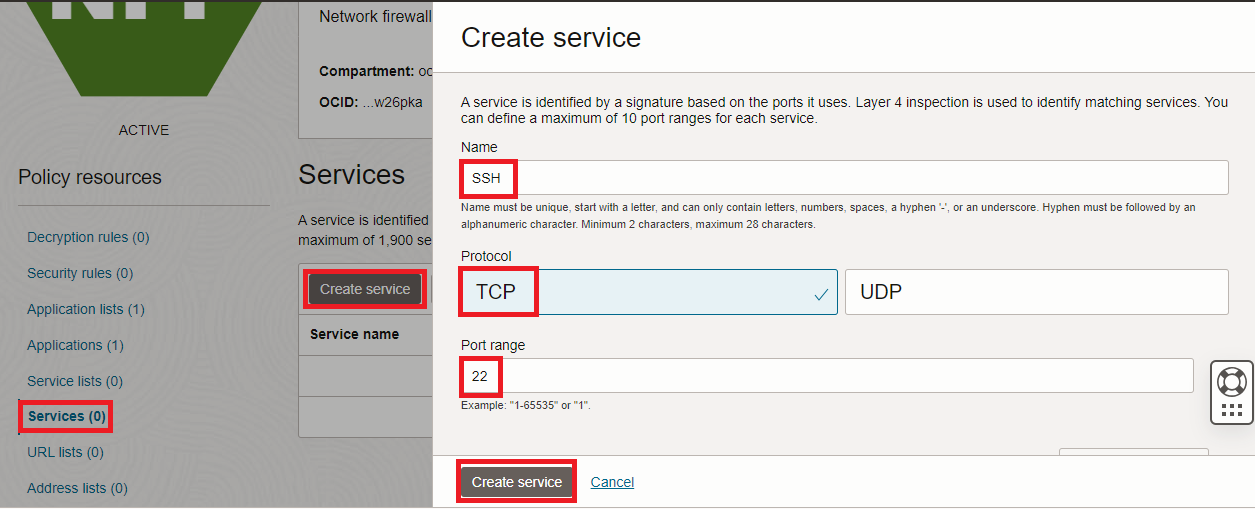 NFP
ACTIVE
Policy resources
Decryption rules (0)
Security rules (0)
Application lists (1)
Applications (1)
Service lists (0)
Services (0)
URL lists (0)
Address lists (0)
Network firewall
Compartment: oc
OCID: ...w26pka
Services
A service is identified
maximum of 1,900 se
Create service
Service name
Create service
A service is identified by a signature based on the ports it uses. Layer 4 inspection is used to identify matching services. You
can define a maximum of 10 port ranges for each service.
Name
SSH
Name must be unique, start with a letter, and can only contain letters, numbers, spaces, a hyphen '-', or an underscore. Hyphen must be followed by an
alphanumeric character. Minimum 2 characters, maximum 28 characters.
Protocol
TCP
UDP
Port range
22
Example: "1-65535" or "1".
Create service
Cancel